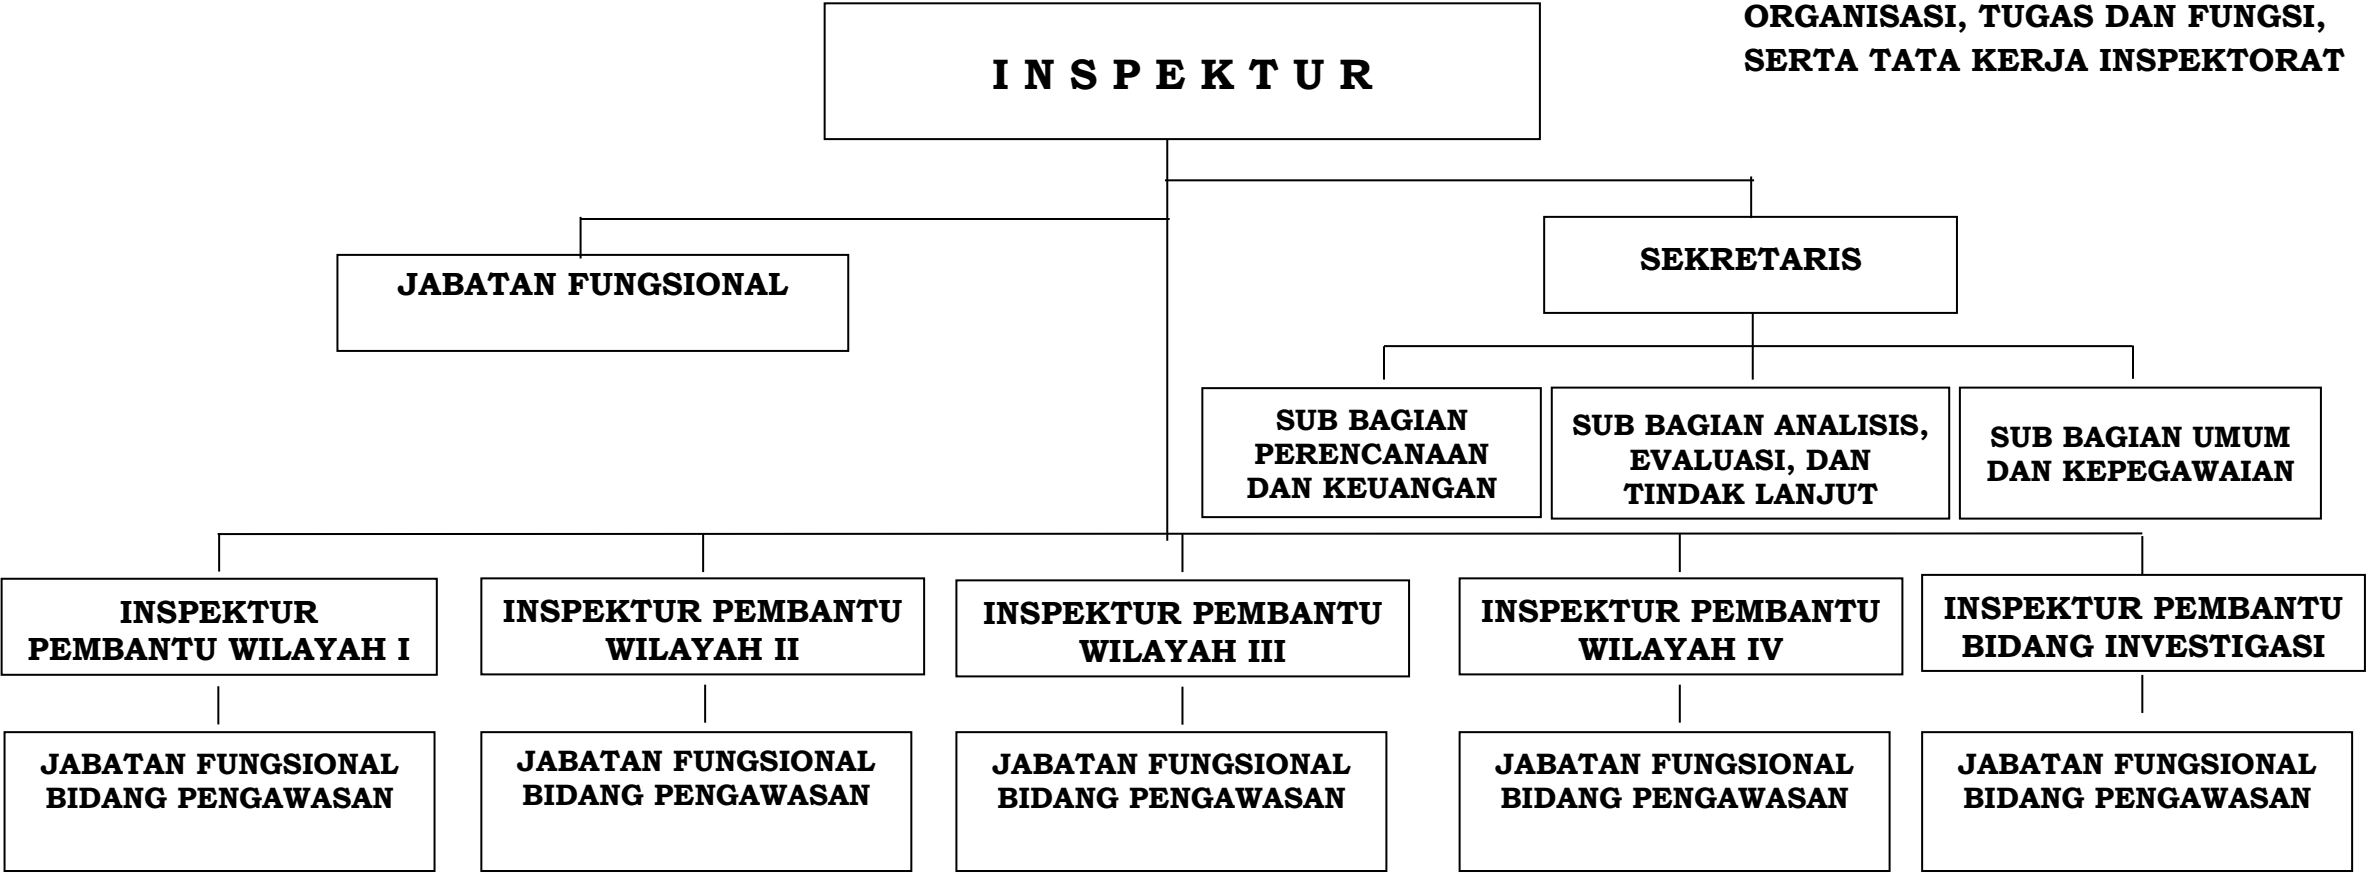 ORGANISASI, TUGAS DAN FUNGSI,
SERTA TATA KERJA INSPEKTORAT
I N S P E K T U R
JABATAN FUNGSIONAL
SEKRETARIS
SUB BAGIAN
PERENCANAAN
DAN KEUANGAN
SUB BAGIAN ANALISIS,
EVALUASI, DAN
TINDAK LANJUT
SUB BAGIAN UMUM
DAN KEPEGAWAIAN
INSPEKTUR
PEMBANTU WILAYAH I
INSPEKTUR PEMBANTU
WILAYAH II
INSPEKTUR PEMBANTU
WILAYAH III
INSPEKTUR PEMBANTU
WILAYAH IV
INSPEKTUR PEMBANTU
BIDANG INVESTIGASI
JABATAN FUNGSIONAL
BIDANG PENGAWASAN
JABATAN FUNGSIONAL
BIDANG PENGAWASAN
JABATAN FUNGSIONAL
BIDANG PENGAWASAN
JABATAN FUNGSIONAL
BIDANG PENGAWASAN
JABATAN FUNGSIONAL
BIDANG PENGAWASAN